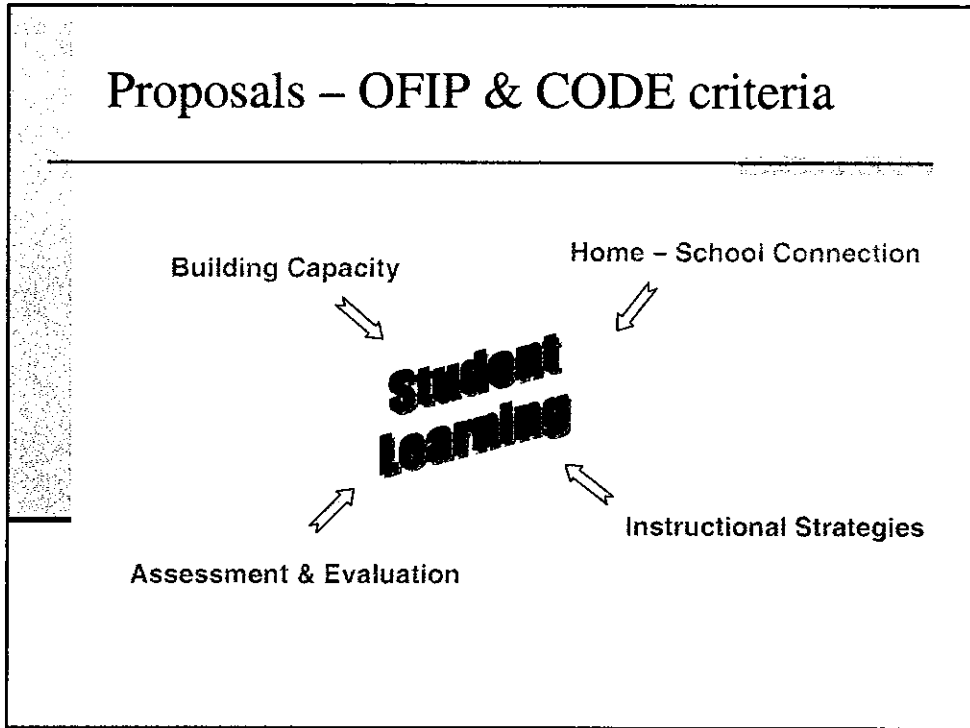 Proposals – OFIP & CODE criteria
Building Capacity
Home – School Connection
Student
Learning
Instructional Strategies
Assessment & Evaluation